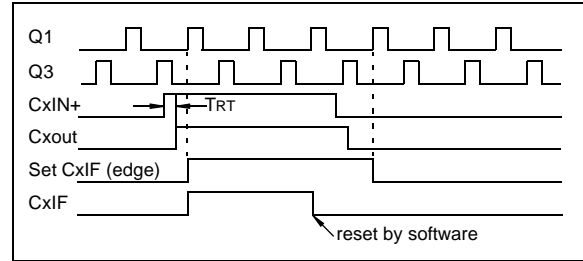 Q1
Q3
CxIN+
TRT
Cxout
Set CxIF (edge)
CxIF
reset by software